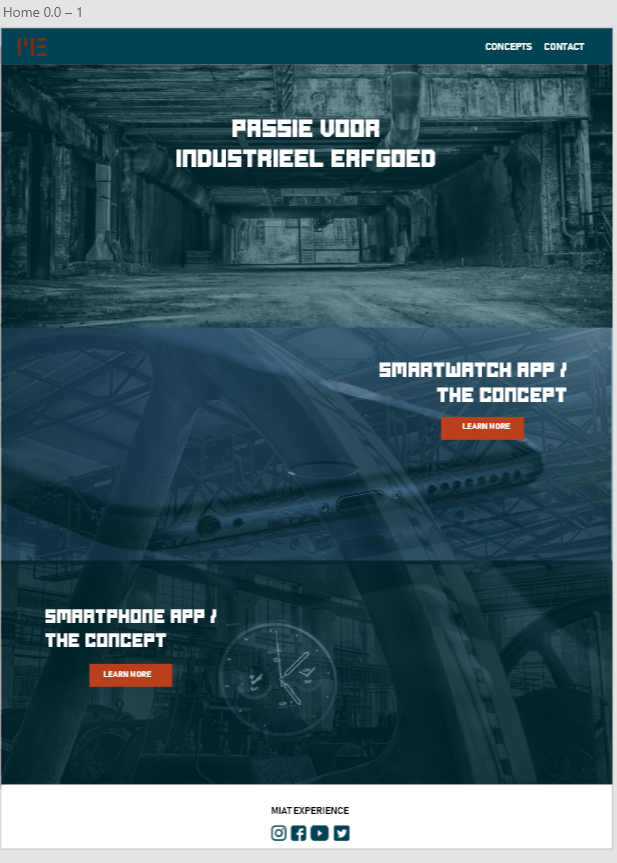 Home 0.0 – 1
ME
CONCEPTS CONTACT
PASSIE VOOR
INDUSTRIEEL ERFGOED
SMARTWATCH APP /
THE CONCEPT
LEARN MORE
SMARTPHONE APP /
THE CONCEPT
LEARN MORE
MIAT EXPERIENCE